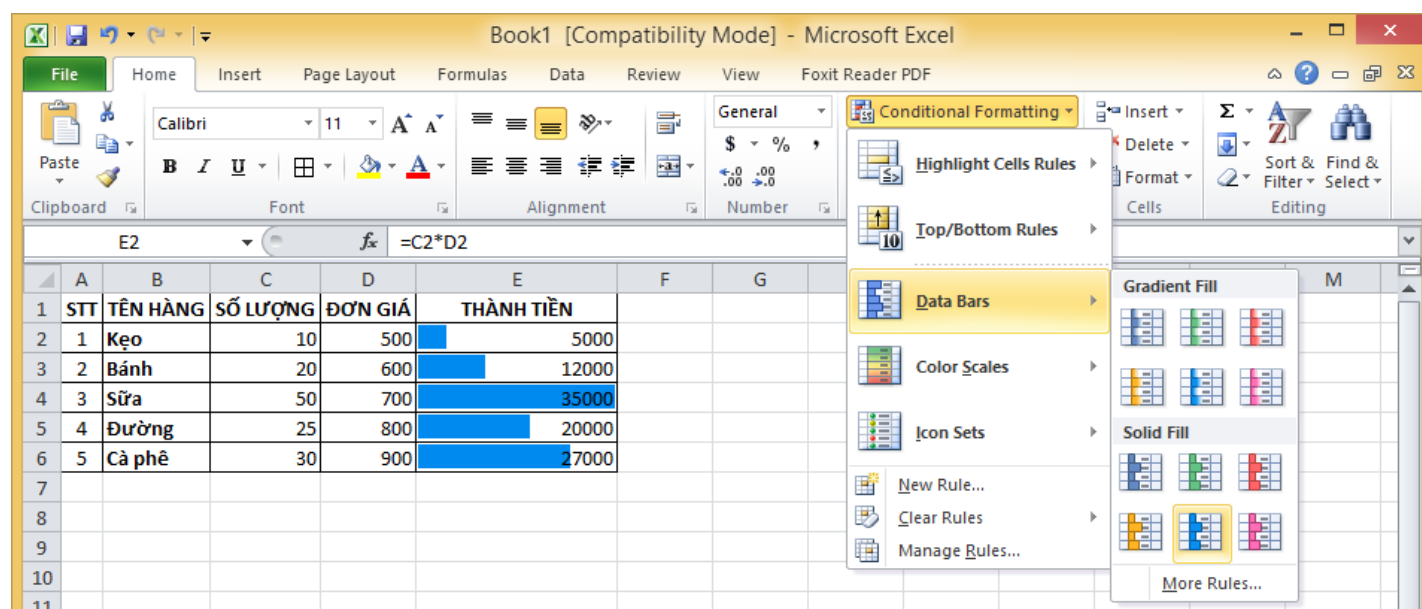 Book1 [Compatibility Mode] - Microsoft Excel
File Home Insert Page Layout Formulas Data Review View Foxit Reader PDF
Calibri 11 General Conditional Formatting Insert
$ % , Delete
Paste B I U Format Sort & Filter Find & Select
Clipboard Font Alignment Number Cells Editing
E2 fx =C2*D2
A B C D E F G M
1 STT TÊN HÀNG SỐ LƯỢNG ĐƠN GIÁ THÀNH TIỀN
2 1 Kẹo 10 500 5000
3 2 Bánh 20 600 12000
4 3 Sữa 50 700 35000
5 4 Đường 25 800 20000
6 5 Cà phê 30 900 27000
7
8
9
10
11
Highlight Cells Rules
Top/Bottom Rules
Data Bars
Color Scales
Icon Sets
New Rule...
Clear Rules
Manage Rules...
Gradient Fill
Solid Fill
More Rules...